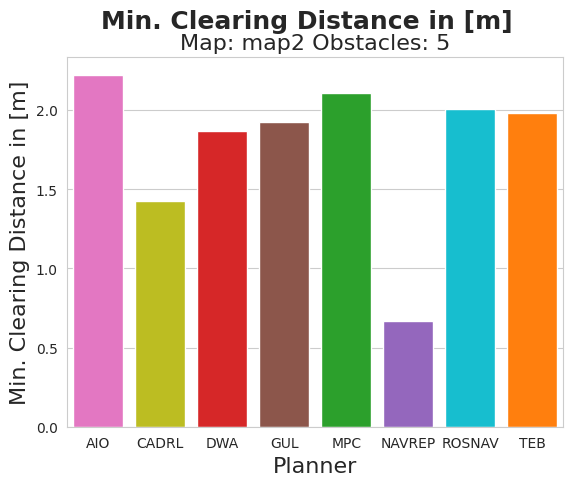 Min. Clearing Distance in [m]
Map: map2 Obstacles: 5
Min. Clearing Distance in [m]
2.0
1.5
1.0
0.5
0.0
AIO CADRL DWA GUL MPC NAVREP ROSNAV TEB
Planner